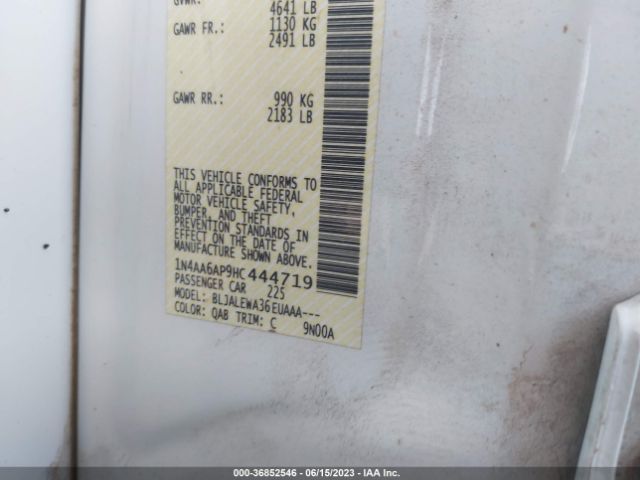 GVWR:
4641 LB
GAWR FR.: 1130 KG
2491 LB
GAWR RR.: 990 KG
2183 LB
THIS VEHICLE CONFORMS TO
ALL APPLICABLE FEDERAL
MOTOR VEHICLE SAFETY,
BUMPER, AND THEFT
PREVENTION STANDARDS IN
EFFECT ON THE DATE OF
MANUFACTURE SHOWN ABOVE.
1N4AA6AP9HC444719
PASSENGER CAR 225
MODEL: BLJALEWA36EUAAA---
COLOR: QAB TRIM: C 9N00A
000-36852546 - 06/15/2023 - IAA Inc.